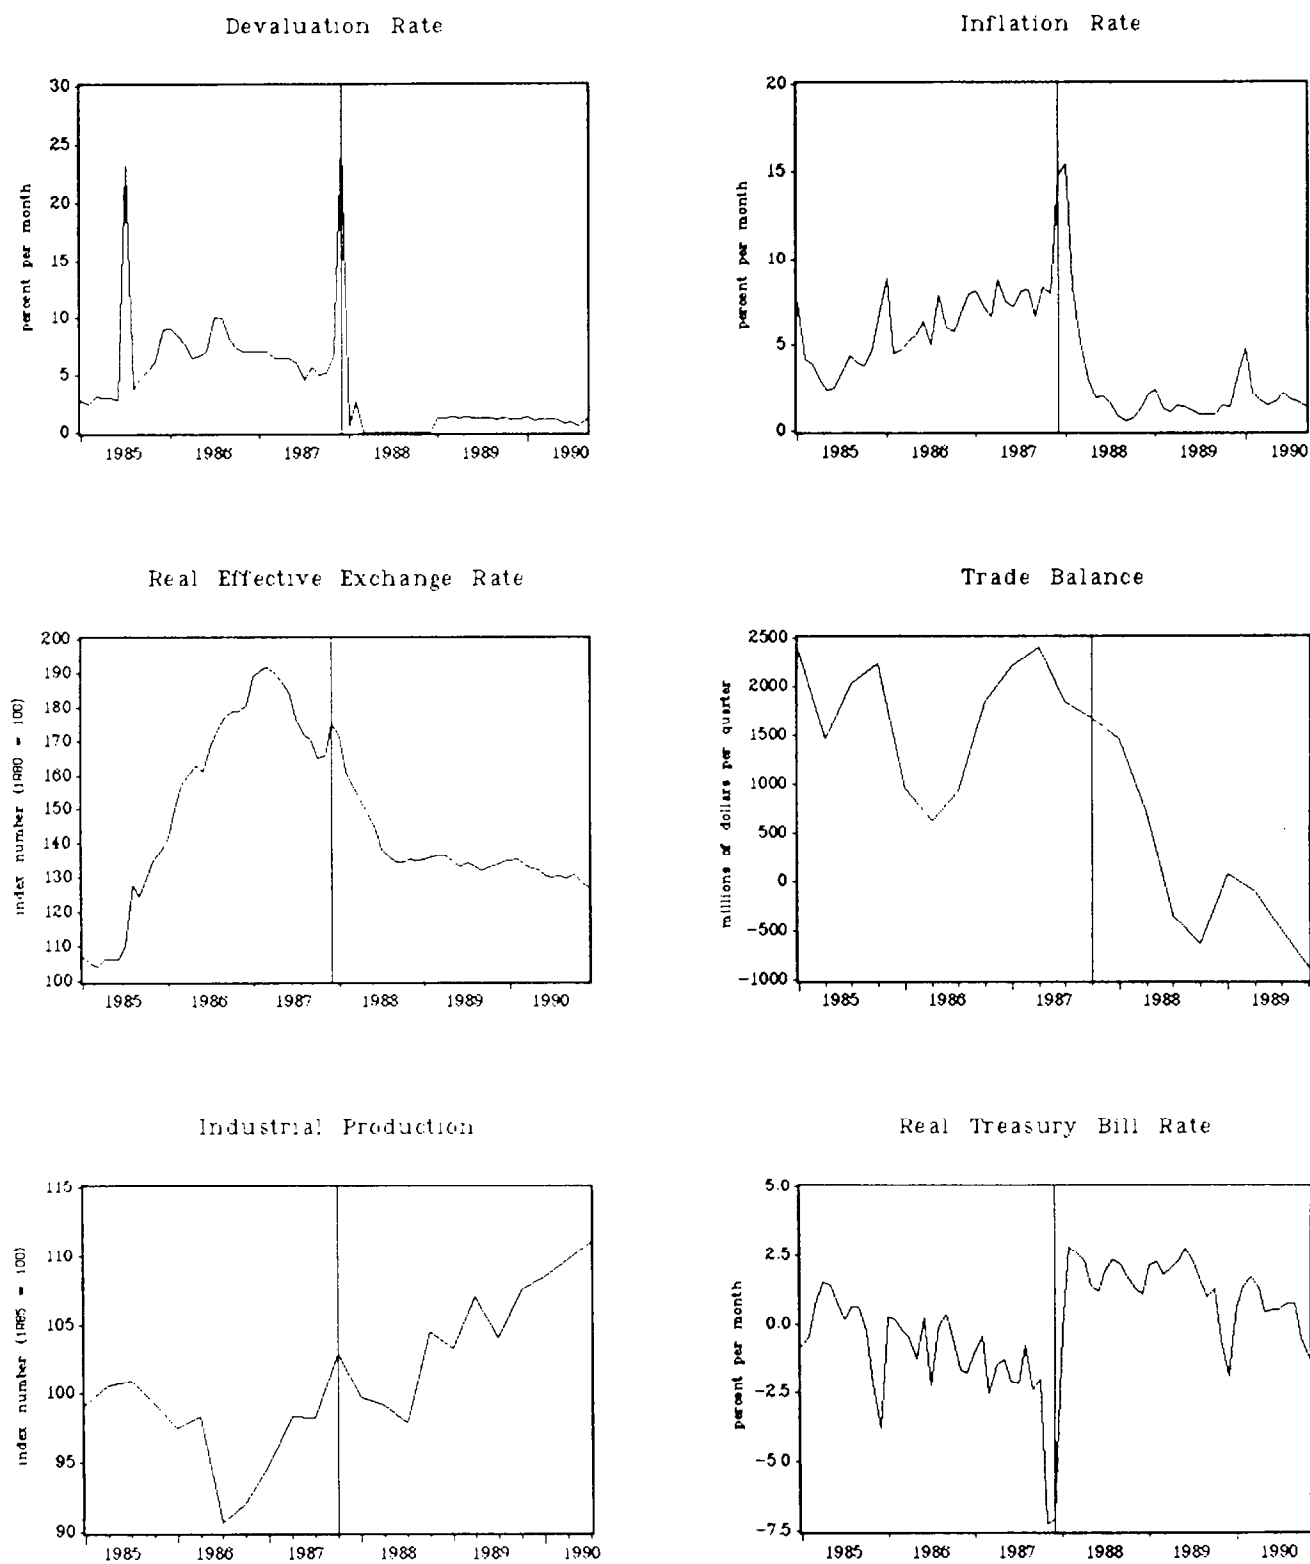 Devaluation Rate
30
25
20
15
10
5
0
percent per month
1985 1986 1987 1988 1989 1990
Inflation Rate
20
15
10
5
0
percent per month
1985 1986 1987 1988 1989 1990
Real Effective Exchange Rate
200
190
180
170
160
150
140
130
120
110
100
index number (1980 = 100)
1985 1986 1987 1988 1989 1990
Trade Balance
2500
2000
1500
1000
500
0
-500
-1000
millions of dollars per quarter
1985 1986 1987 1988 1989
Industrial Production
115
110
105
100
95
90
index number (1985 = 100)
1985 1986 1987 1988 1989 1990
Real Treasury Bill Rate
5.0
2.5
0.0
-2.5
-5.0
-7.5
percent per month
1985 1986 1987 1988 1989 1990